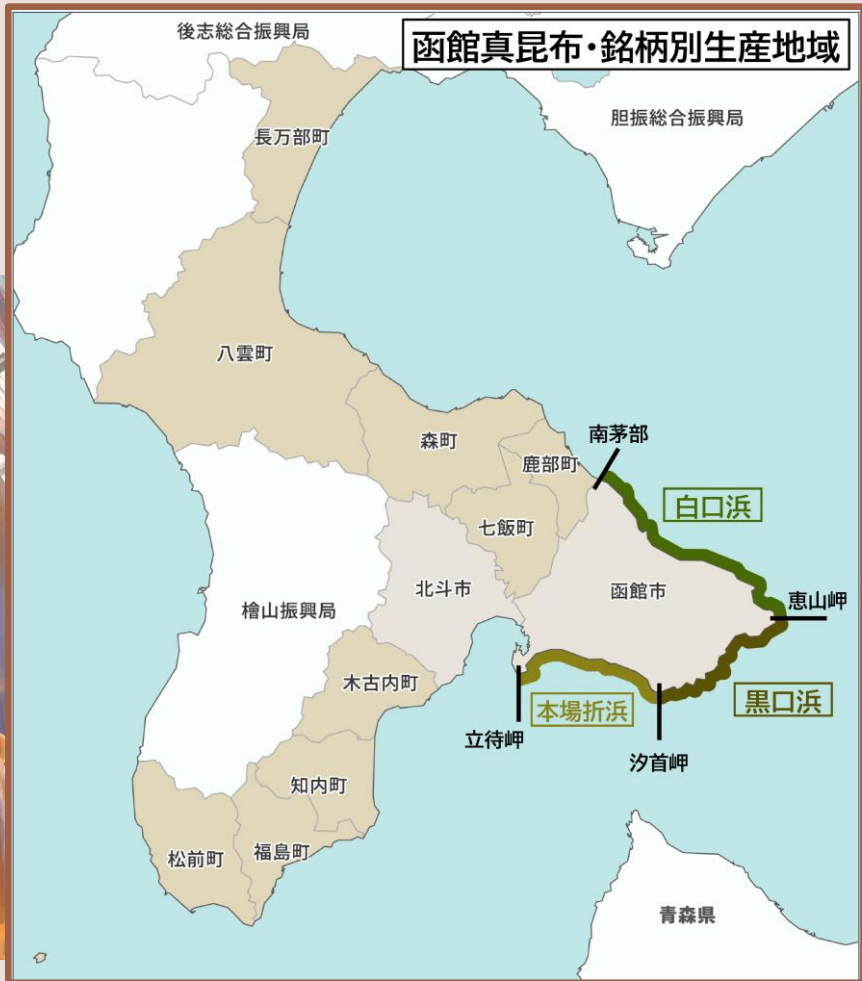 後志総合振興局
函館真昆布・銘柄別生産地域
胆振総合振興局
長万部町
八雲町
森町
鹿部町
南茅部
白口浜
七飯町
北斗市
函館市
恵山岬
檜山振興局
木古内町
本場折浜
黒口浜
立待岬
汐首岬
知内町
福島町
松前町
青森県